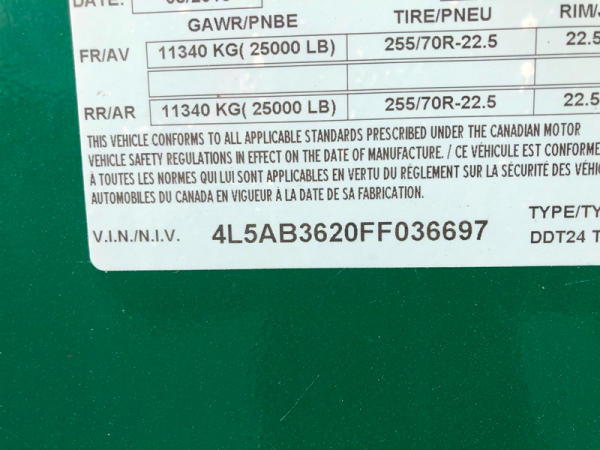 DATE:
GAWR/PNBE TIRE/PNEU
FR/AV 11340 KG( 25000 LB) 255/70R-22.5 22.5
RR/AR 11340 KG( 25000 LB) 255/70R-22.5 22.5
THIS VEHICLE CONFORMS TO ALL APPLICABLE STANDARDS PRESCRIBED UNDER THE CANADIAN MOTOR
VEHICLE SAFETY REGULATIONS IN EFFECT ON THE DATE OF MANUFACTURE. / CE VÉHICULE EST CONFORME
À TOUTES LES NORMES QUI LUI SONT APPLICABLES EN VERTU DU RÉGLEMENT SUR LA SÉCURITÉ DES
AUTOMOBILES DU CANADA EN VIGUEUR À LA DATE DE SA FABRICATION.
TYPE/TY
V.I.N./N.I.V. 4L5AB3620FF036697 DDT24 T